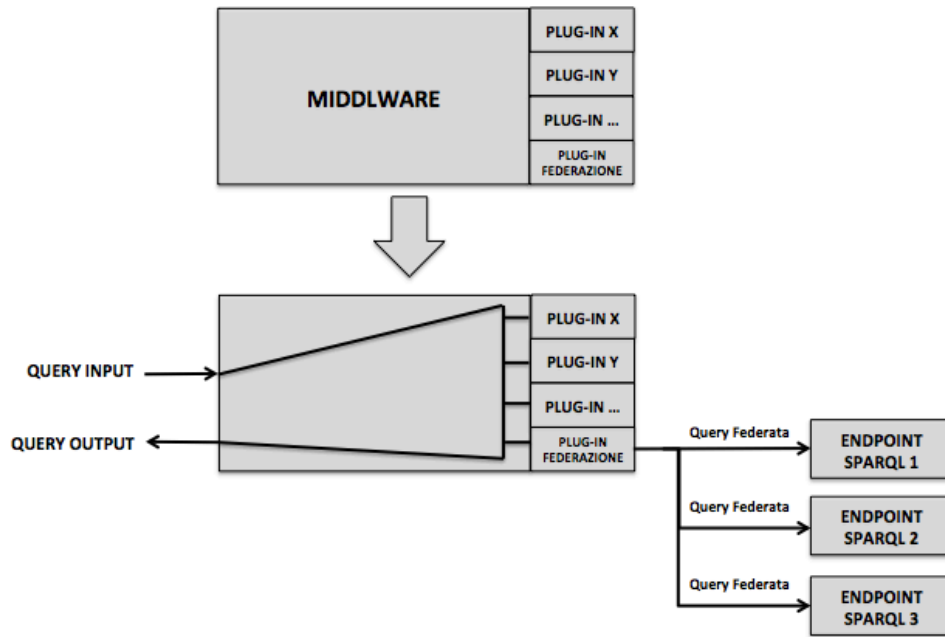 PLUG-IN X
MIDDLWARE
PLUG-IN Y
PLUG-IN ...
PLUG-IN
FEDERAZIONE
PLUG-IN X
QUERY INPUT
PLUG-IN Y
PLUG-IN ...
QUERY OUTPUT
PLUG-IN
FEDERAZIONE
Query Federata
ENDPOINT
SPARQL 1
Query Federata
ENDPOINT
SPARQL 2
Query Federata
ENDPOINT
SPARQL 3